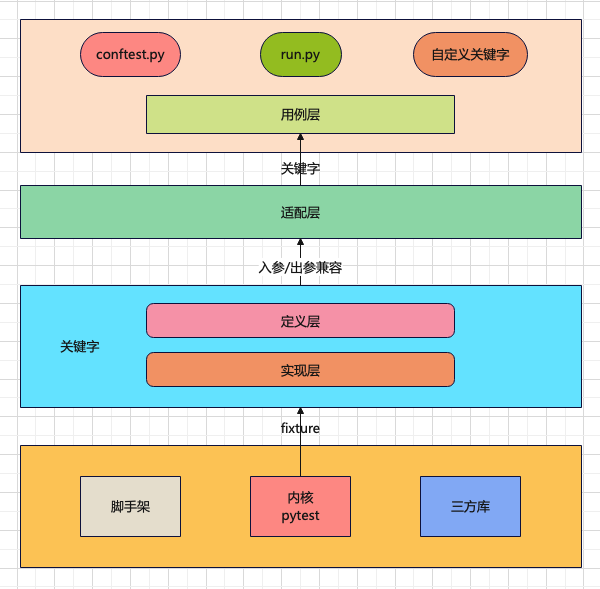 conftest.py
run.py
自定义关键字
用例层
关键字
适配层
入参/出参兼容
定义层
关键字
实现层
fixture
脚手架
内核
pytest
三方库